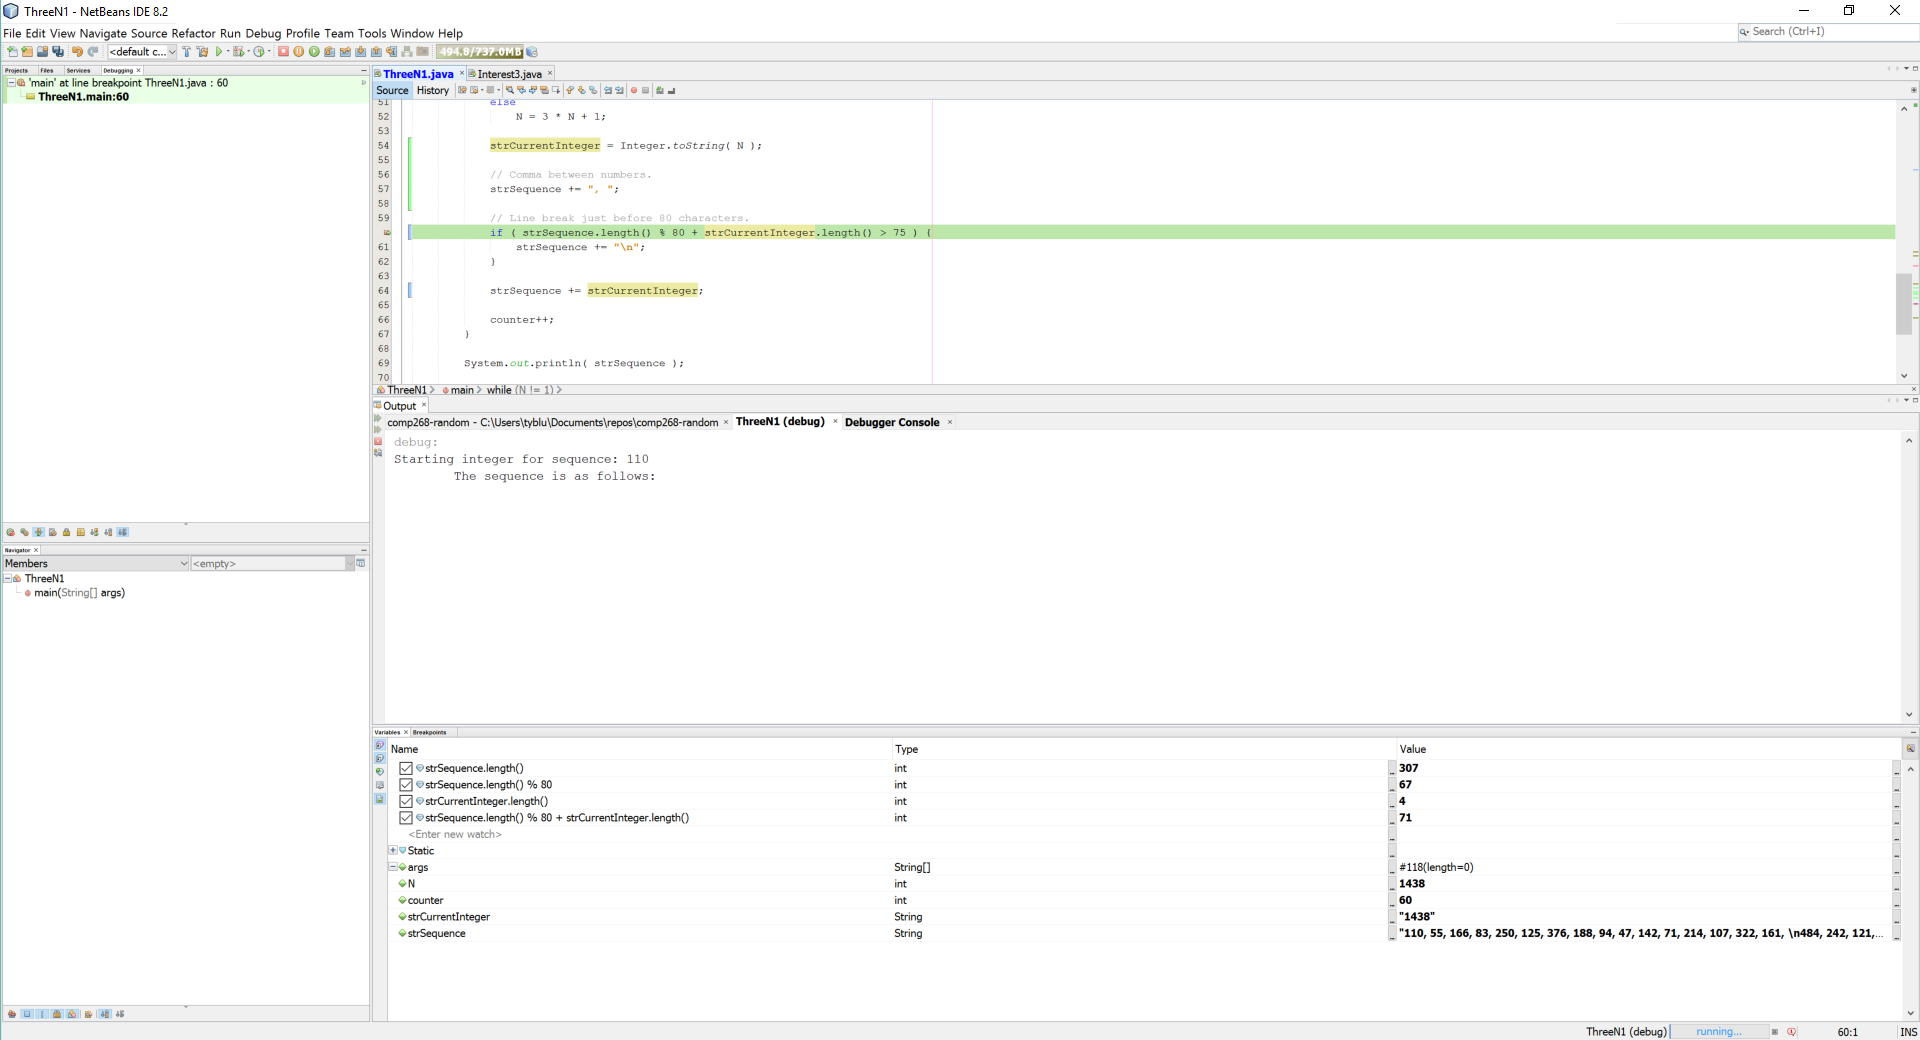 ThreeN1 - NetBeans IDE 8.2
File Edit View Navigate Source Refactor Run Debug Profile Team Tools Window Help
Search (Ctrl+I)
<default c...
494.8/737.0MB
Projects Files Services Debugging
'main' at line breakpoint ThreeN1.java : 60
ThreeN1.main:60
ThreeN1.java Interest3.java
Source History
51 else
52 N = 3 * N + 1;
53
54 strCurrentInteger = Integer.toString( N );
55
56 // Comma between numbers.
57 strSequence += ", ";
58
59 // Line break just before 80 characters.
if ( strSequence.length() % 80 + strCurrentInteger.length() > 75 ) {
61 strSequence += "\n";
62 }
63
64 strSequence += strCurrentInteger;
65
66 counter++;
67 }
68
69 System.out.println( strSequence );
70
ThreeN1 main while (N != 1)
Output
comp268-random - C:\Users\tyblu\Documents\repos\comp268-random ThreeN1 (debug) Debugger Console
debug:
Starting integer for sequence: 110
The sequence is as follows:
Navigator
Members <empty>
ThreeN1
main(String[] args)
Variables Breakpoints
Name Type Value
strSequence.length() int 307
strSequence.length() % 80 int 67
strCurrentInteger.length() int 4
strSequence.length() % 80 + strCurrentInteger.length() int 71
<Enter new watch>
Static
args String[] #118(length=0)
N int 1438
counter int 60
strCurrentInteger String "1438"
strSequence String "110, 55, 166, 83, 250, 125, 376, 188, 94, 47, 142, 71, 214, 107, 322, 161, \n484, 242, 121,...
ThreeN1 (debug) running... 60:1 INS